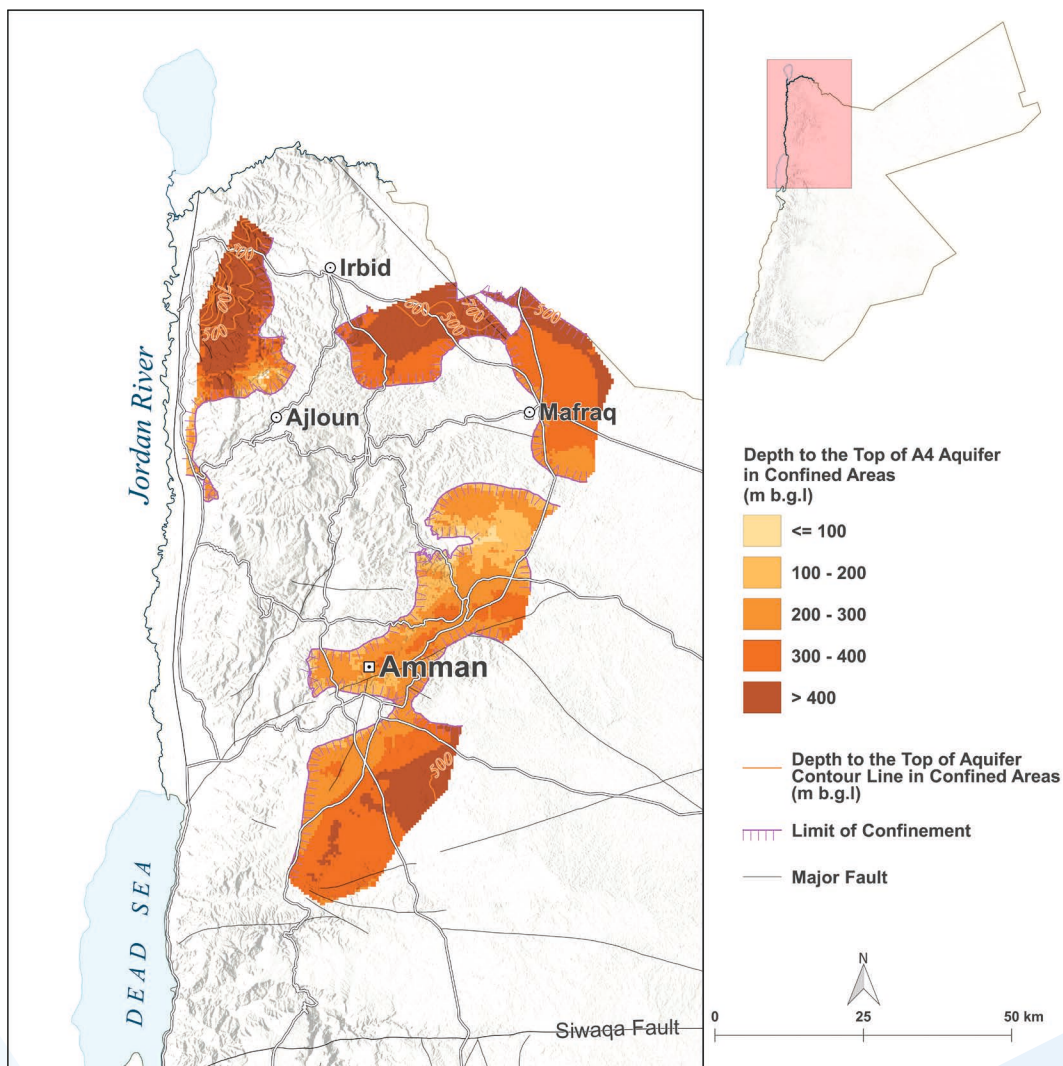 Irbid
Ajloun
Mafraq
Amman
Jordan River
DEAD SEA
Siwaqa Fault
700
500
500
700
500
500
Depth to the Top of A4 Aquifer
in Confined Areas
(m b.g.l)
<= 100
100 - 200
200 - 300
300 - 400
> 400
Depth to the Top of Aquifer
Contour Line in Confined Areas
(m b.g.l)
Limit of Confinement
Major Fault
N
0
25
50 km